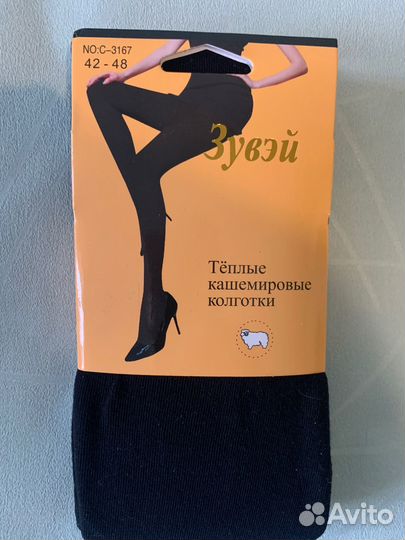 NO:C–3167
42 - 48
Зувэй
Тёплые
кашемировые
колготки
Avito